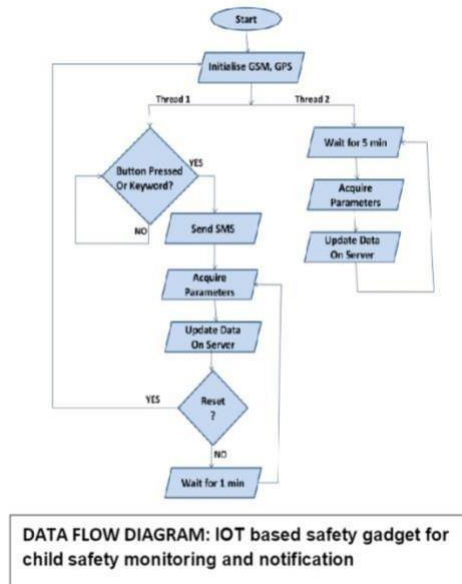 Start
Initialise GSM, GPS
Thread 1
Thread 2
Button Pressed
Or Keyword?
YES
NO
Wait for 5 min
Acquire
Parameters
Update Data
On Server
Send SMS
Acquire
Parameters
Update Data
On Server
YES
Reset
?
NO
Wait for 1 min
DATA FLOW DIAGRAM: IOT based safety gadget for
child safety monitoring and notification